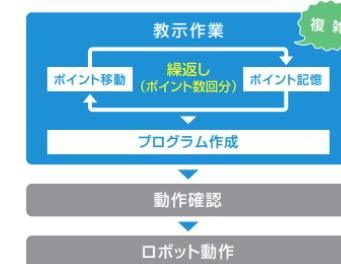 教示作業
複雑
ポイント移動
繰返し
(ポイント数回分)
ポイント記憶
プログラム作成
動作確認
ロボット動作